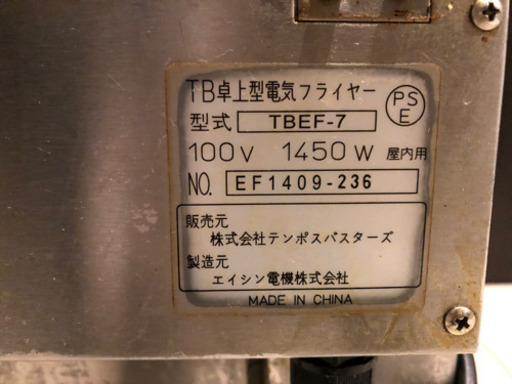 TB卓上型電気フライヤー
PS
E
型式 TBEF-7
100V 1450W 屋内用
NO. EF1409-236
販売元
株式会社テンポスバスターズ
製造元
エイシン電機株式会社
MADE IN CHINA